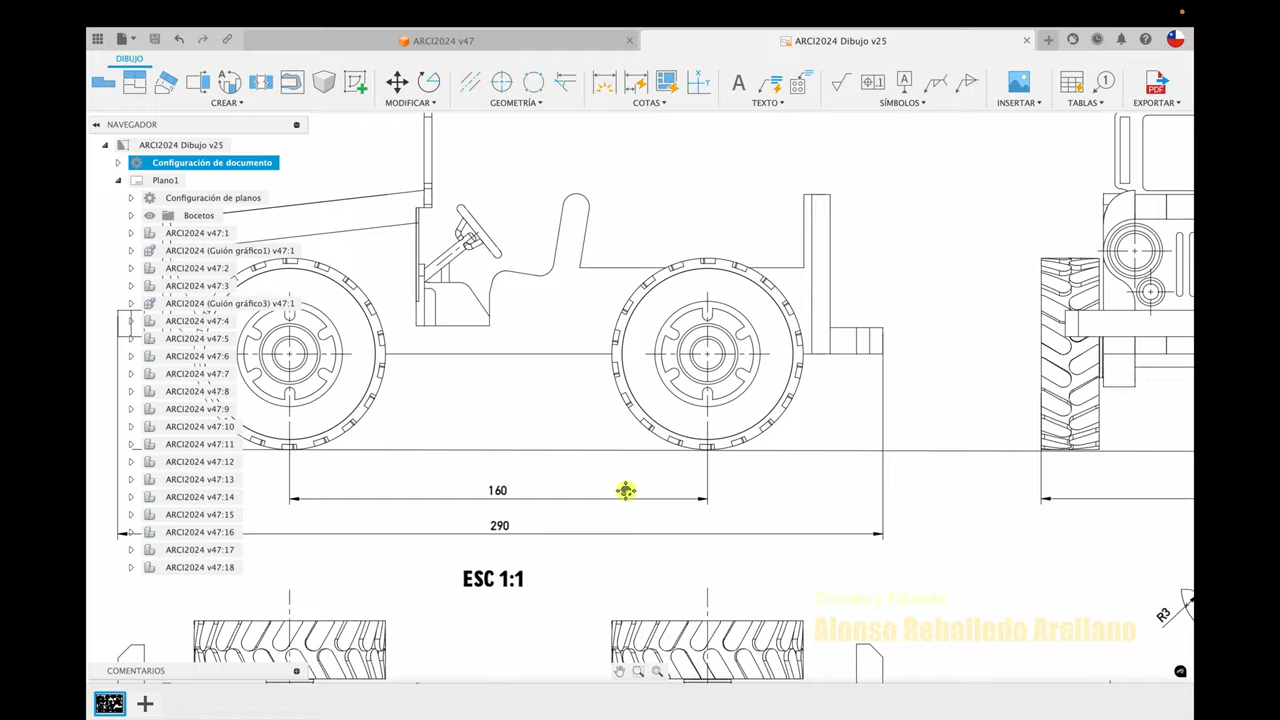 ARCI2024 v47
ARCI2024 Dibujo v25
DIBUJO
CREAR
MODIFICAR
GEOMETRÍA
COTAS
TEXTO
SÍMBOLOS
INSERTAR
TABLAS
EXPORTAR
NAVEGADOR
ARCI2024 Dibujo v25
Configuración de documento
Plano1
Configuración de planos
Bocetos
ARCI2024 v47:1
ARCI2024 (Guión gráfico1) v47:1
ARCI2024 v47:2
ARCI2024 v47:3
ARCI2024 (Guión gráfico3) v47:1
ARCI2024 v47:4
ARCI2024 v47:5
ARCI2024 v47:6
ARCI2024 v47:7
ARCI2024 v47:8
ARCI2024 v47:9
ARCI2024 v47:10
ARCI2024 v47:11
ARCI2024 v47:12
ARCI2024 v47:13
ARCI2024 v47:14
ARCI2024 v47:15
ARCI2024 v47:16
ARCI2024 v47:17
ARCI2024 v47:18
160
290
ESC 1:1
R3
Creado y Editado
Alonso Rebolledo Arellano
COMENTARIOS